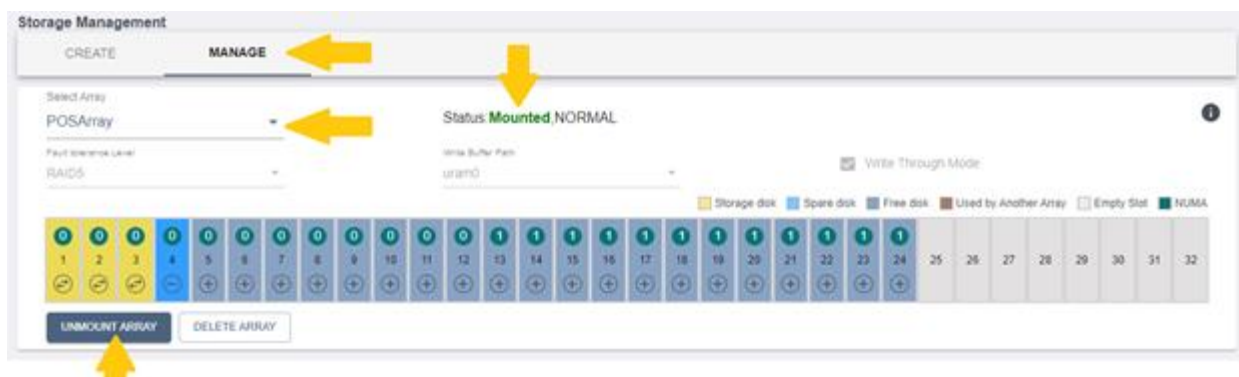 Storage Management
CREATE MANAGE
Select Array
POSArray
Status:Mounted,NORMAL
Fault tolerance Level
Write Buffer Path
RAID5
uram0
Write Through Mode
Storage disk Spare disk Free disk Used by Another Array Empty Slot NUMA
0 0 0 0 0 0 0 0 0 0 0 0 1 1 1 1 1 1 1 1 1 1 1 1
1 2 3 4 5 6 7 8 9 10 11 12 13 14 15 16 17 18 19 20 21 22 23 24 25 26 27 28 29 30 31 32
UNMOUNT ARRAY DELETE ARRAY